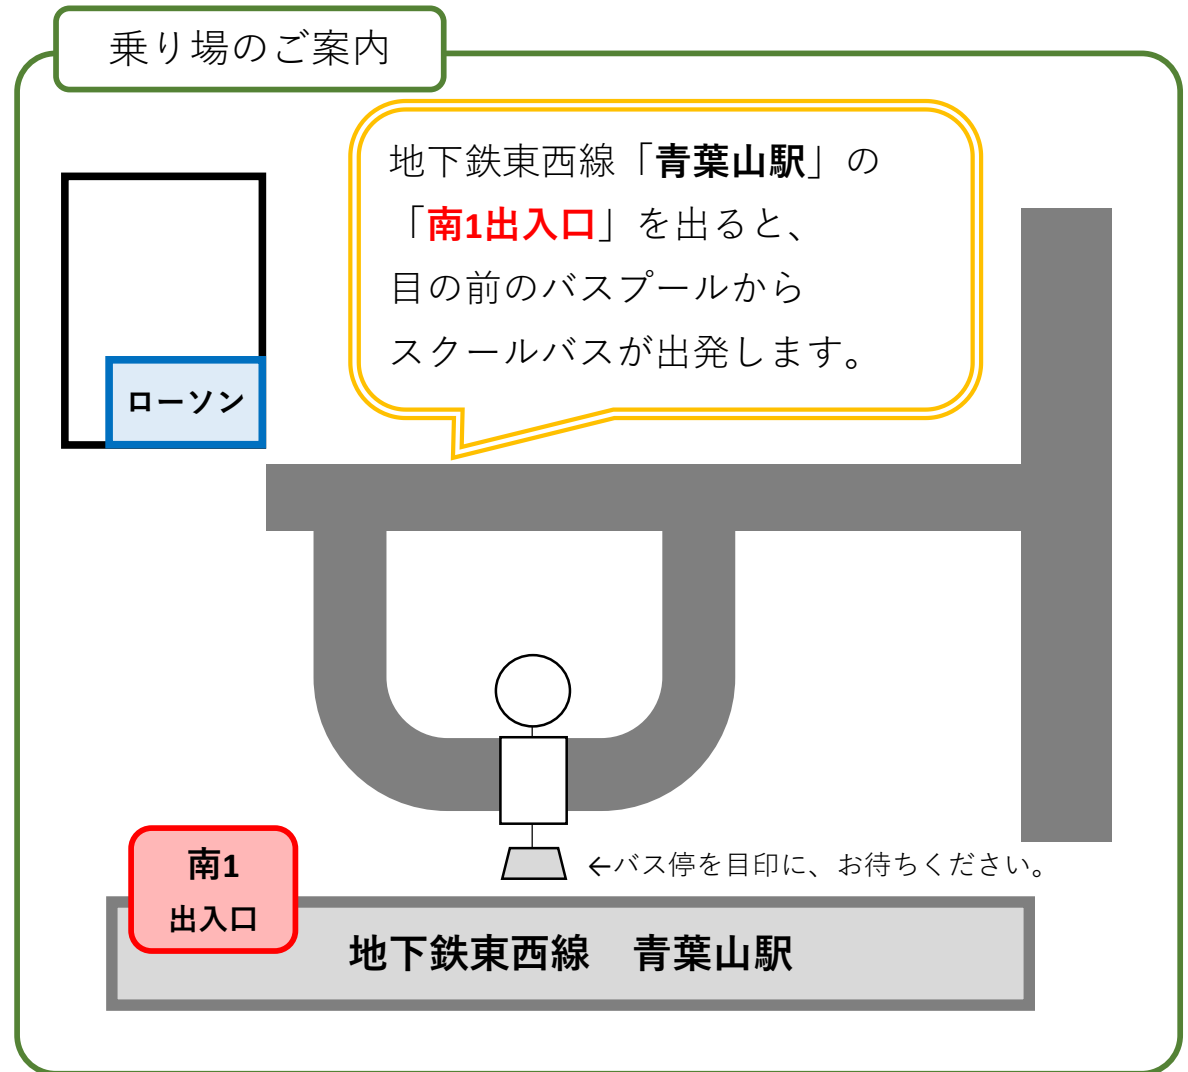 乗り場のご案内
地下鉄東西線「青葉山駅」の
「南1出入口」を出ると、
目の前のバスプールから
スクールバスが出発します。
ローソン
南1
出入口
←バス停を目印に、お待ちください。
地下鉄東西線　青葉山駅